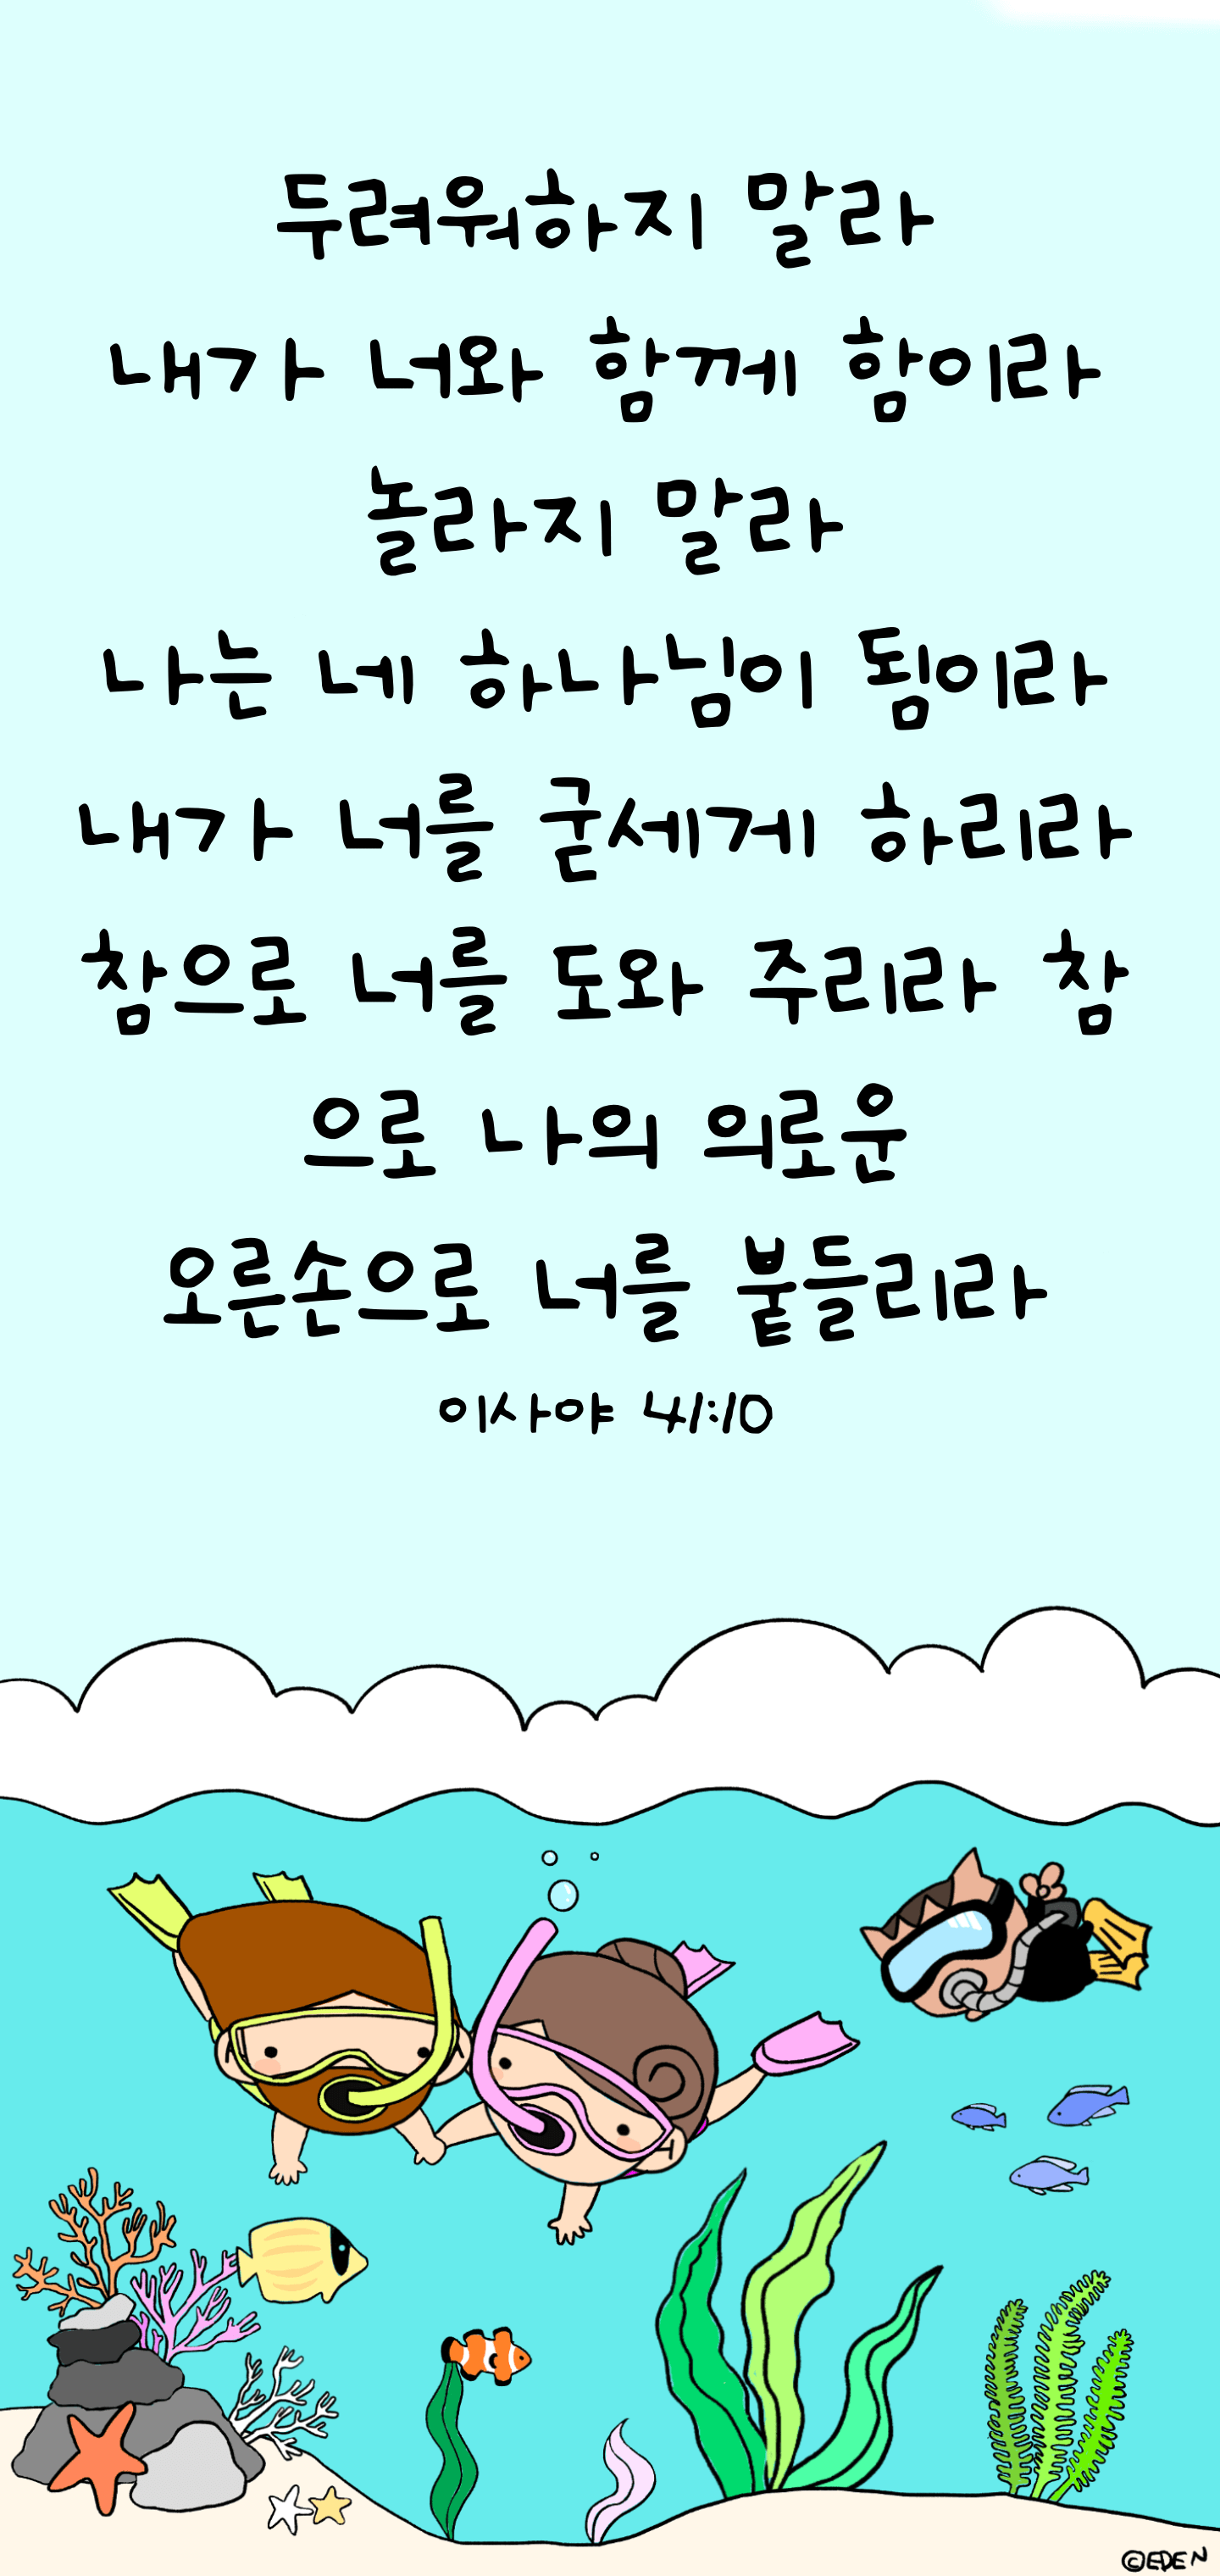 두려워하지 말라
내가 너와 함께 함이라
놀라지 말라
나는 네 하나님이 됨이라
내가 너를 굳세게 하리라
참으로 너를 도와 주리라 참
으로 나의 의로운
오른손으로 너를 붙들리라
이사야 41:10
©EDEN